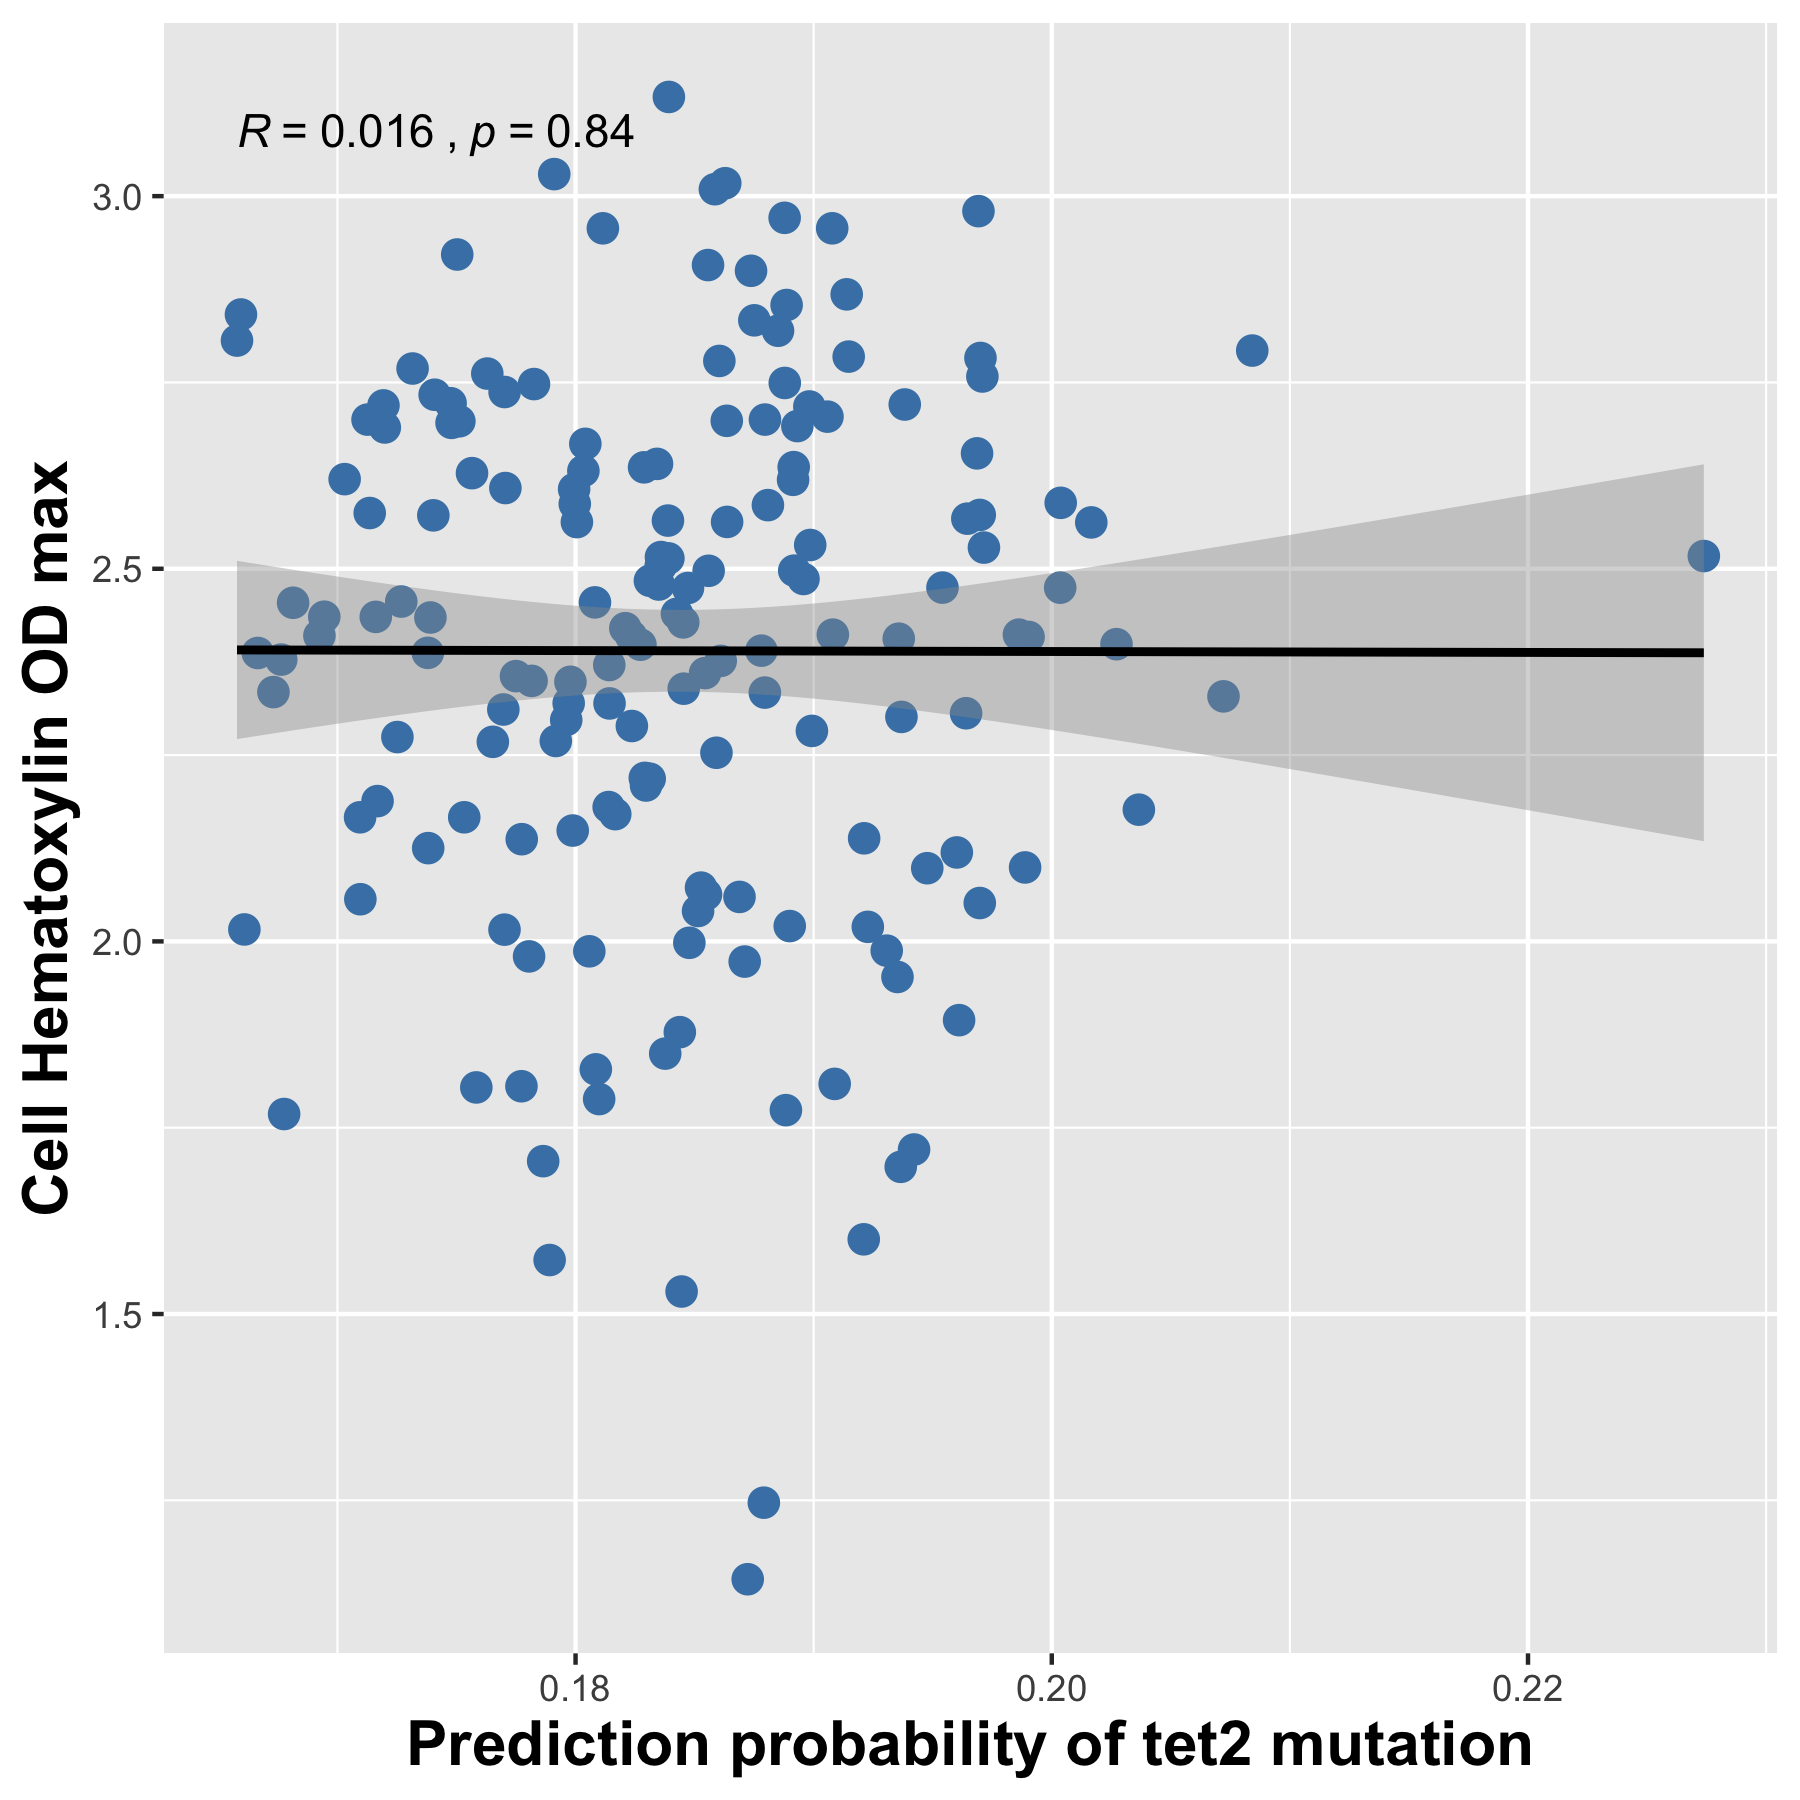 R = 0.016 , p = 0.84
3.0
2.5
2.0
1.5
Cell Hematoxylin OD max
0.18 0.20 0.22
Prediction probability of tet2 mutation